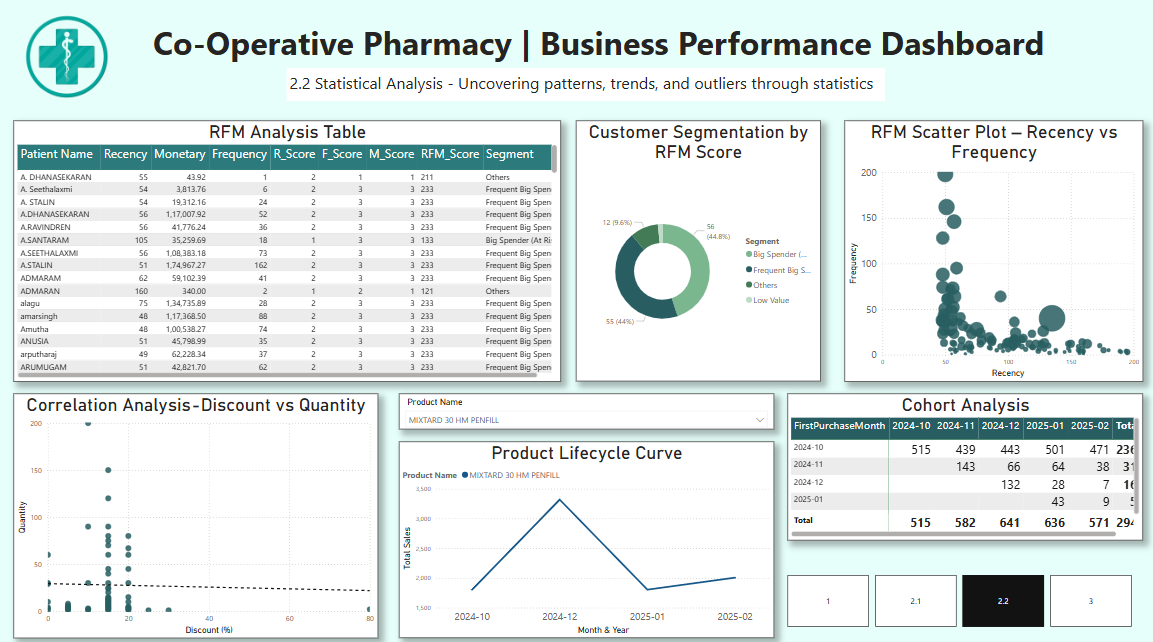 Co-Operative Pharmacy | Business Performance Dashboard
2.2 Statistical Analysis - Uncovering patterns, trends, and outliers through statistics
RFM Analysis Table
Patient Name Recency Monetary Frequency R_Score F_Score M_Score RFM_Score Segment
A. DHANASEKARAN 55 43.92 1 2 1 1 211 Others
A. Seethalaxmi 54 3,813.76 6 2 3 3 233 Frequent Big Spen
A. STALIN 54 19,312.16 24 2 3 3 233 Frequent Big Spen
A.DHANASEKARAN 56 1,17,007.92 52 2 3 3 233 Frequent Big Spen
A.RAVINDREN 56 41,776.24 36 2 3 3 233 Frequent Big Spen
A.SANTARAM 105 35,259.69 18 1 3 3 133 Big Spender (At Ris
A.SEETHALAXMI 56 1,08,383.18 73 2 3 3 233 Frequent Big Spen
A.STALIN 51 1,74,967.27 162 2 3 3 233 Frequent Big Spen
ADMARAM 62 59,102.39 41 2 3 3 233 Frequent Big Spen
ADMARAN 160 340.00 2 1 2 1 121 Others
alagu 75 1,34,735.89 28 2 3 3 233 Frequent Big Spen
amarsingh 48 1,17,368.50 88 2 3 3 233 Frequent Big Spen
Amutha 48 1,00,538.27 74 2 3 3 233 Frequent Big Spen
ANUSIA 51 45,798.99 35 2 3 3 233 Frequent Big Spen
arputharaj 49 62,228.34 37 2 3 3 233 Frequent Big Spen
ARUMUGAM 51 42,821.70 62 2 3 3 233 Frequent Big Spen
Customer Segmentation by
RFM Score
12 (9.6%)
56
(44.8%)
55 (44%)
Segment
Big Spender (...
Frequent Big S...
Others
Low Value
RFM Scatter Plot – Recency vs
Frequency
200
150
100
50
0
Frequency
0 50 100 150 200
Recency
Correlation Analysis-Discount vs Quantity
200
150
100
50
0
Quantity
0 20 40 60 80
Discount (%)
Product Name
MIXTARD 30 HM PENFILL
Product Lifecycle Curve
Product Name MIXTARD 30 HM PENFILL
3,500
3,000
2,500
2,000
1,500
Total Sales
2024-10 2024-12 2025-01 2025-02
Month & Year
Cohort Analysis
FirstPurchaseMonth 2024-10 2024-11 2024-12 2025-01 2025-02 Tota
2024-10 515 439 443 501 471 236
2024-11 143 66 64 38 31
2024-12 132 28 7 16
2025-01 43 9 5
Total 515 582 641 636 571 294
1 2.1 2.2 3